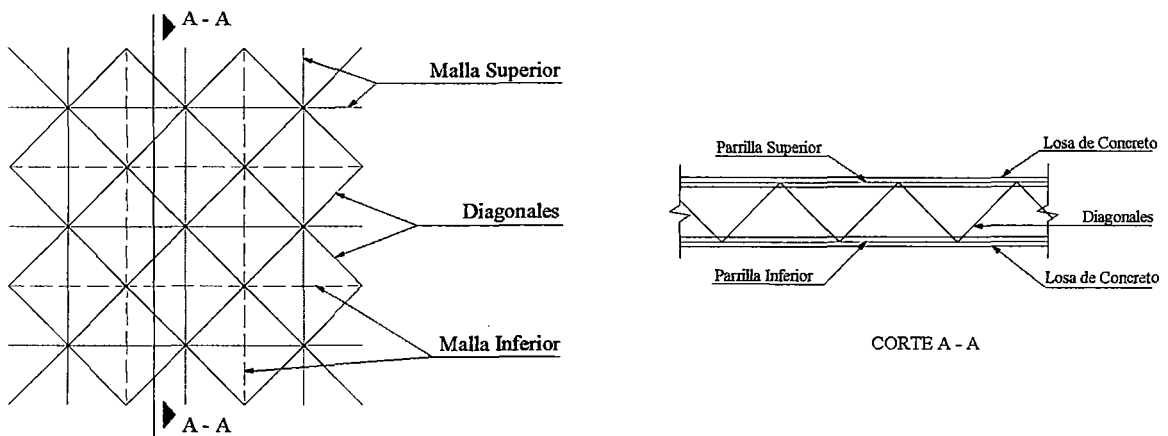 A - A
Malla Superior
Diagonales
Malla Inferior
A - A
Parrilla Superior
Losa de Concreto
Diagonales
Parrilla Inferior
Losa de Concreto
CORTE A - A